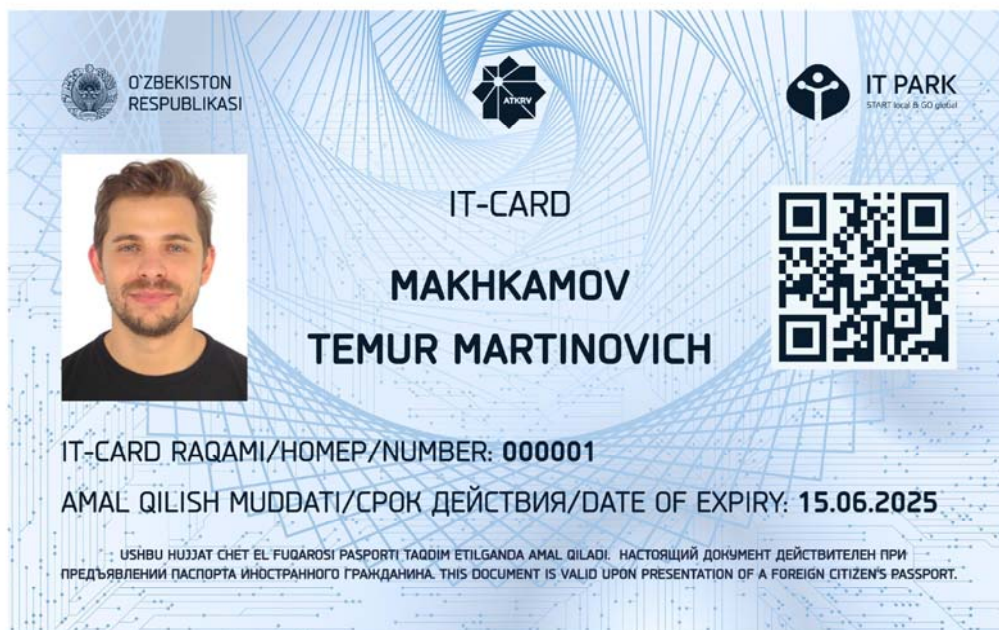 O`ZBEKISTON
RESPUBLIKASI
ATKRV
IT PARK
START local & GO global
IT-CARD
MAKHKAMOV
TEMUR MARTINOVICH
IT-CARD RAQAMI/НОМЕР/NUMBER: 000001
AMAL QILISH MUDDATI/СРОК ДЕЙСТВИЯ/DATE OF EXPIRY: 15.06.2025
USHBU HUJJAT CHET EL FUQAROSI PASPORTI TAQDIM ETILGANDA AMAL QILADI. НАСТОЯЩИЙ ДОКУМЕНТ ДЕЙСТВИТЕЛЕН ПРИ
ПРЕДЪЯВЛЕНИИ ПАСПОРТА ИНОСТРАННОГО ГРАЖДАНИНА. THIS DOCUMENT IS VALID UPON PRESENTATION OF A FOREIGN CITIZEN'S PASSPORT.